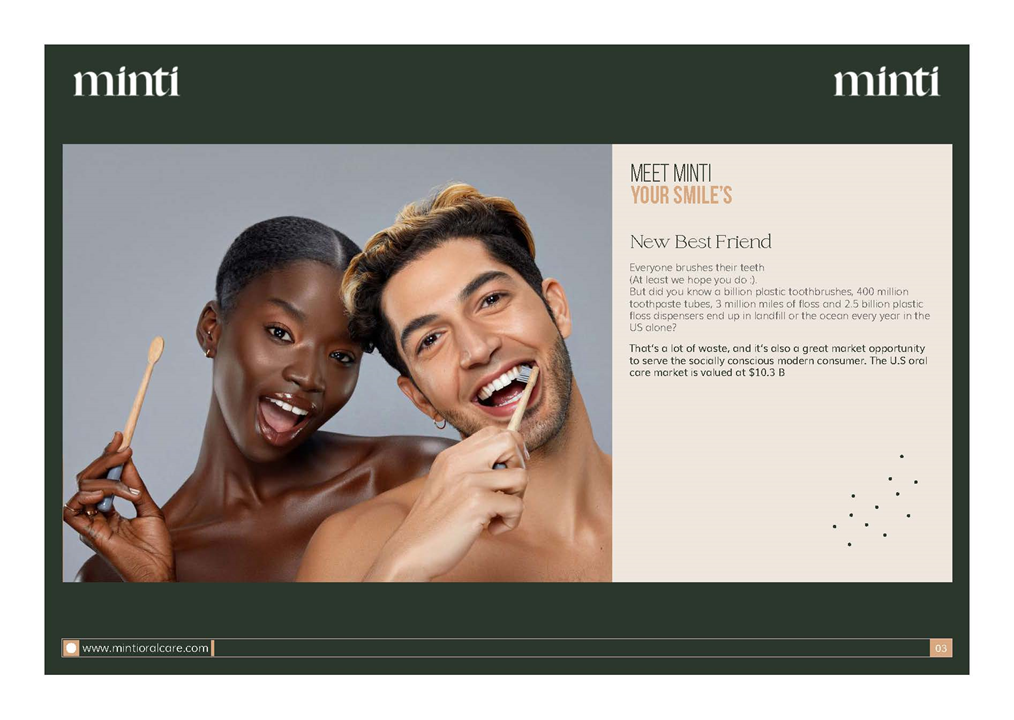 minti
minti
MEET MINTI
YOUR SMILE'S
New Best Friend
Everyone brushes their teeth
(At least we hope you do :).
But did you know a billion plastic toothbrushes, 400 million
toothpaste tubes, 3 million miles of floss and 2.5 billion plastic
floss dispensers end up in landfill or the ocean every year in the
US alone?
That's a lot of waste, and it's also a great market opportunity
to serve the socially conscious modern consumer. The U.S oral
care market is valued at $10.3 B
www.mintioralcare.com
03